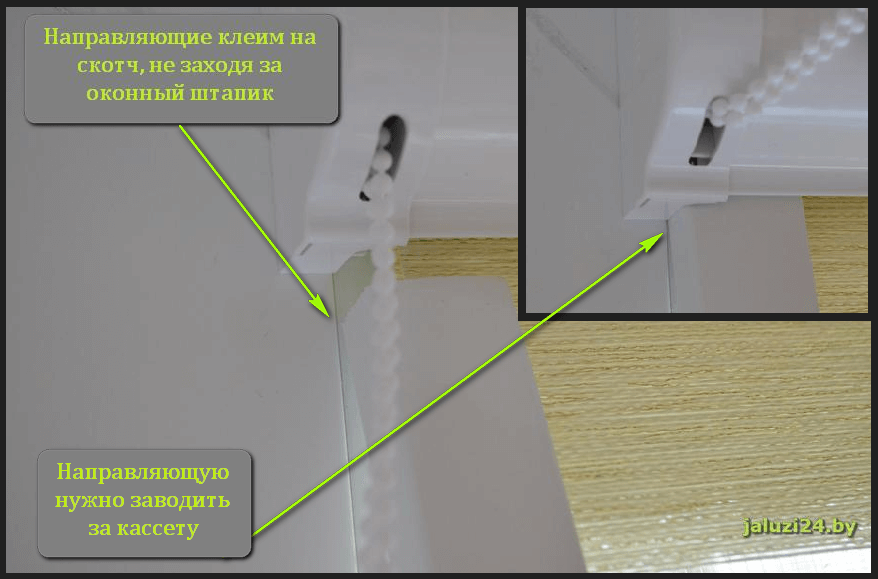 Направляющие клеим на
скотч, не заходя за
оконный штапик
Направляющую
нужно заводить
за кассету
jaluzi24.by